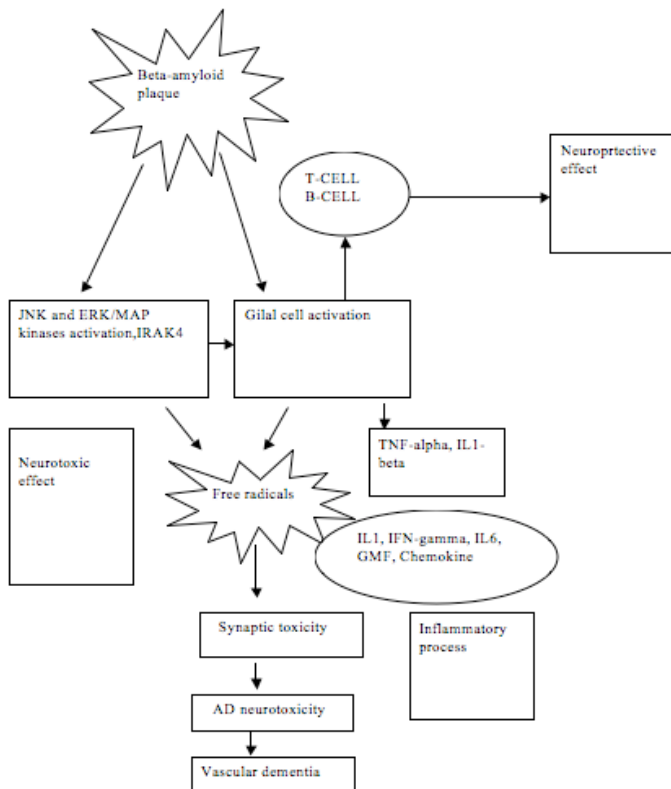 Beta-amyloid
plaque
T-CELL
B-CELL
Neuroprtective
effect
JNK and ERK/MAP
kinases activation,IRAK4
Gilal cell activation
TNF-alpha, IL1-
beta
Neurotoxic
effect
Free radicals
IL1, IFN-gamma, IL6,
GMF, Chemokine
Synaptic toxicity
Inflammatory
process
AD neurotoxicity
Vascular dementia